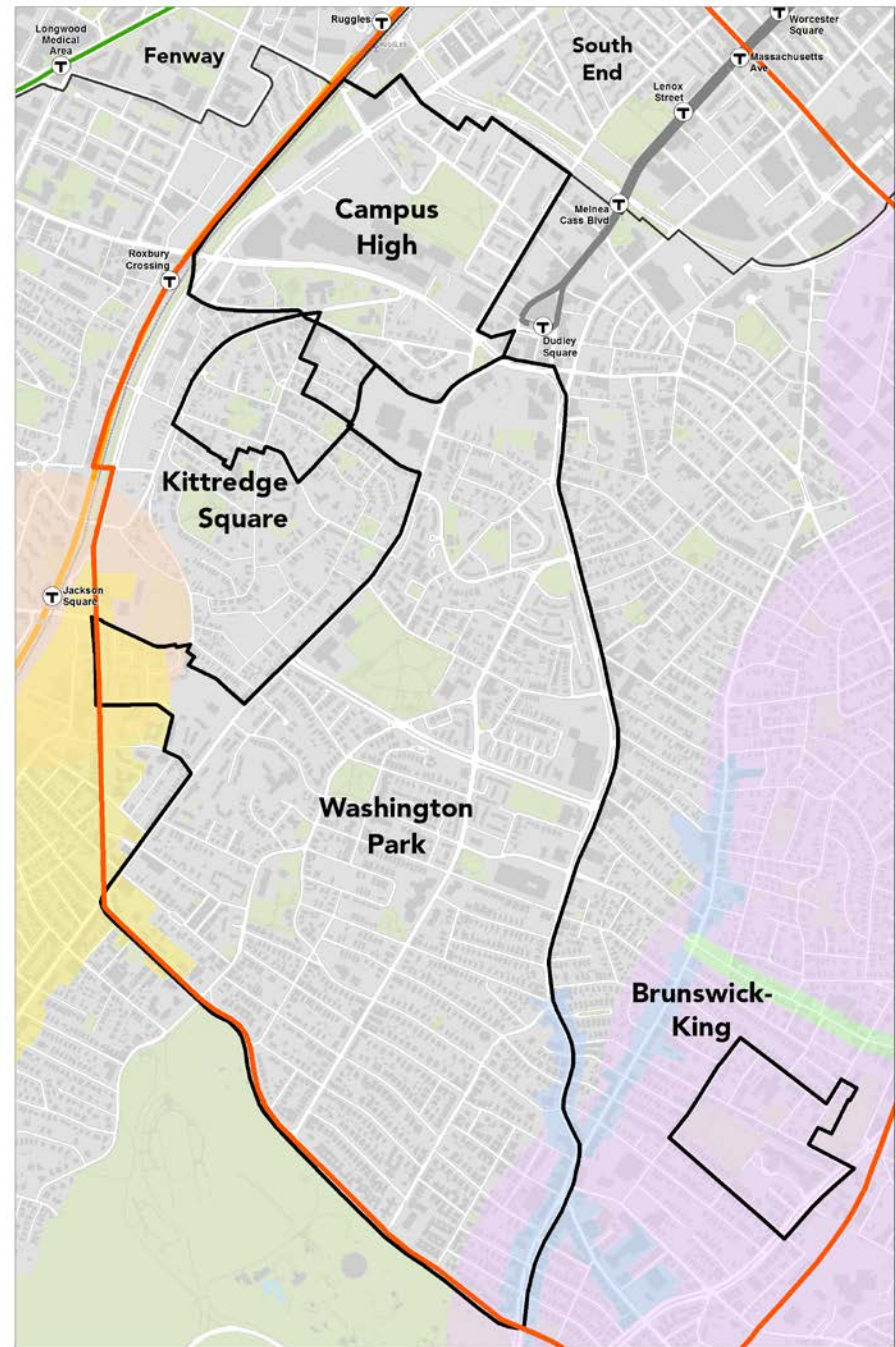 Ruggles
RUGGLES
Worcester
Square
Longwood
Medical
Area
Fenway
South
End
Massachusetts
Ave
Lenox
Street
Campus
High
Melnea
Cass Blvd
Roxbury
Crossing
Dudley
Square
Kittredge
Square
Jackson
Square
Washington
Park
Brunswick-
King
T
T
T
T
T
T
T
T
T